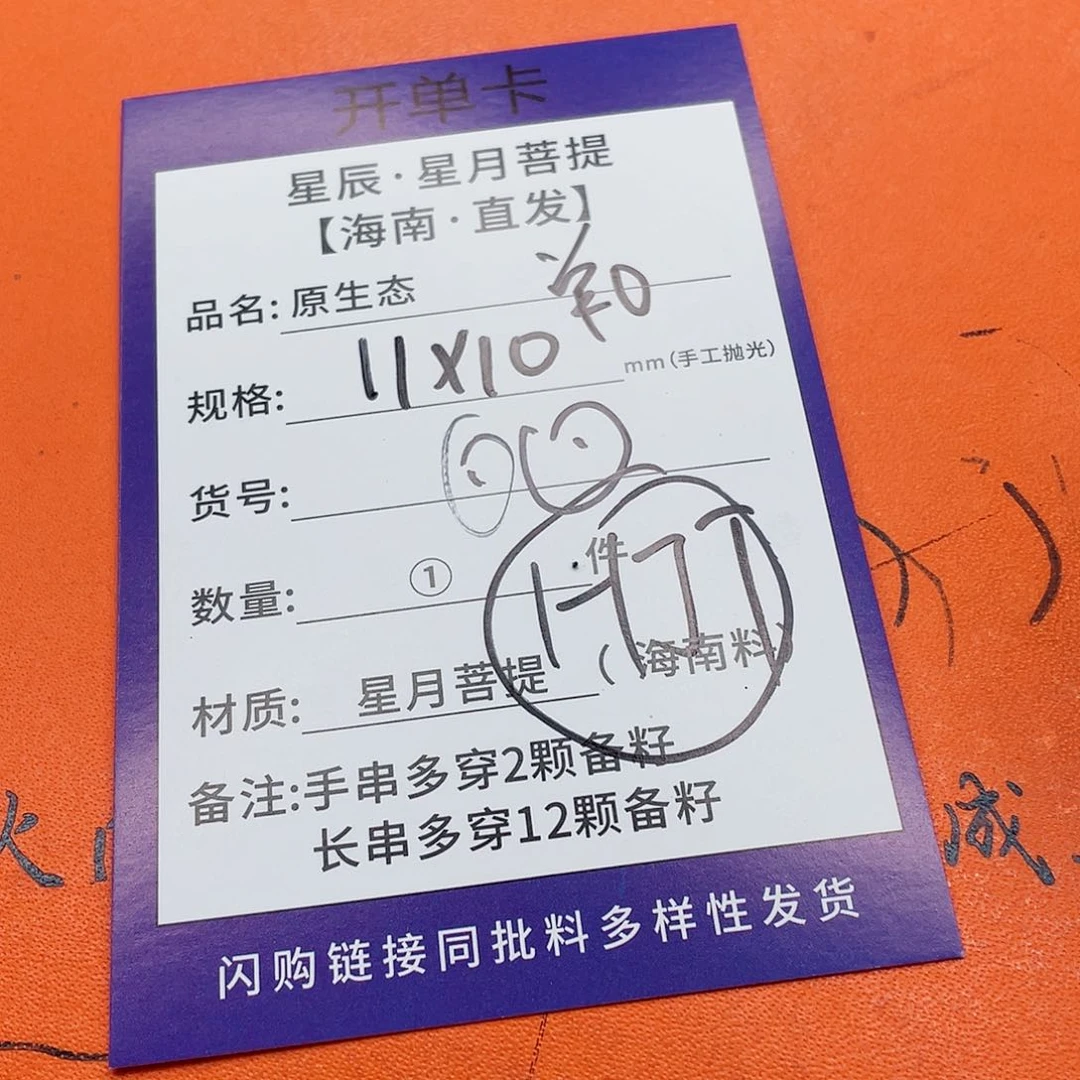 开单卡
星辰·星月菩提
【海南·直发】
品名:原生态
规格: 11X10 mm(手工抛光)
货号:
数量: ① 件
材质: 星月菩提 (海南料)
备注:手串多穿2颗备籽
长串多穿12颗备籽
闪购链接同批料多样性发货
成